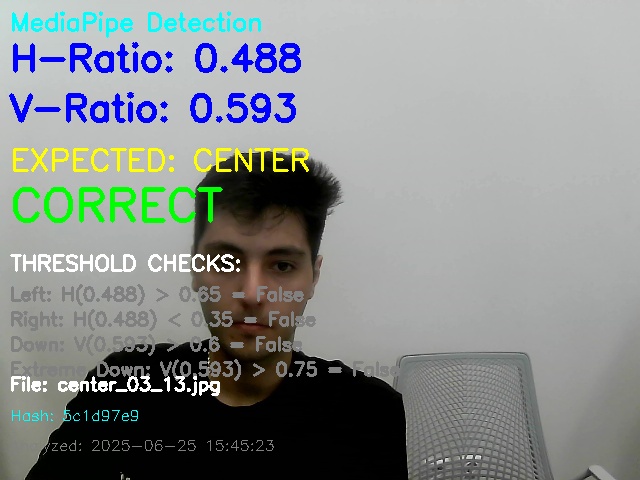 MediaPipe Detection
H-Ratio: 0.488
V-Ratio: 0.593
EXPECTED: CENTER
CORRECT
THRESHOLD CHECKS:
Left: H(0.488) > 0.65 = False
Right: H(0.488) < 0.35 = False
Down: V(0.593) > 0.6 = False
Extreme Down: V(0.593) > 0.75 = False
File: center_03_13.jpg
Hash: 5c1d97e9
2025-06-25 15:45:23